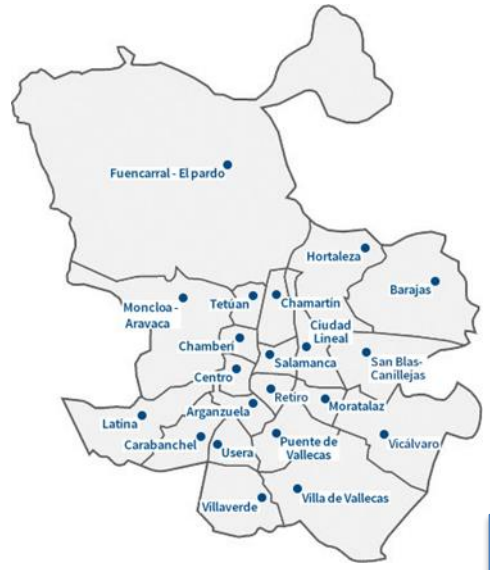 Fuencarral - El pardo
Hortaleza
Barajas
Moncloa -
Aravaca
Tetúan
Chamartín
Ciudad
Lineal
Chamberí
Salamanca
San Blas-
Canillejas
Centro
Retiro
Moratalaz
Arganzuela
Latina
Carabanchel
Usera
Puente de
Vallecas
Vicálvaro
Villaverde
Villa de Vallecas